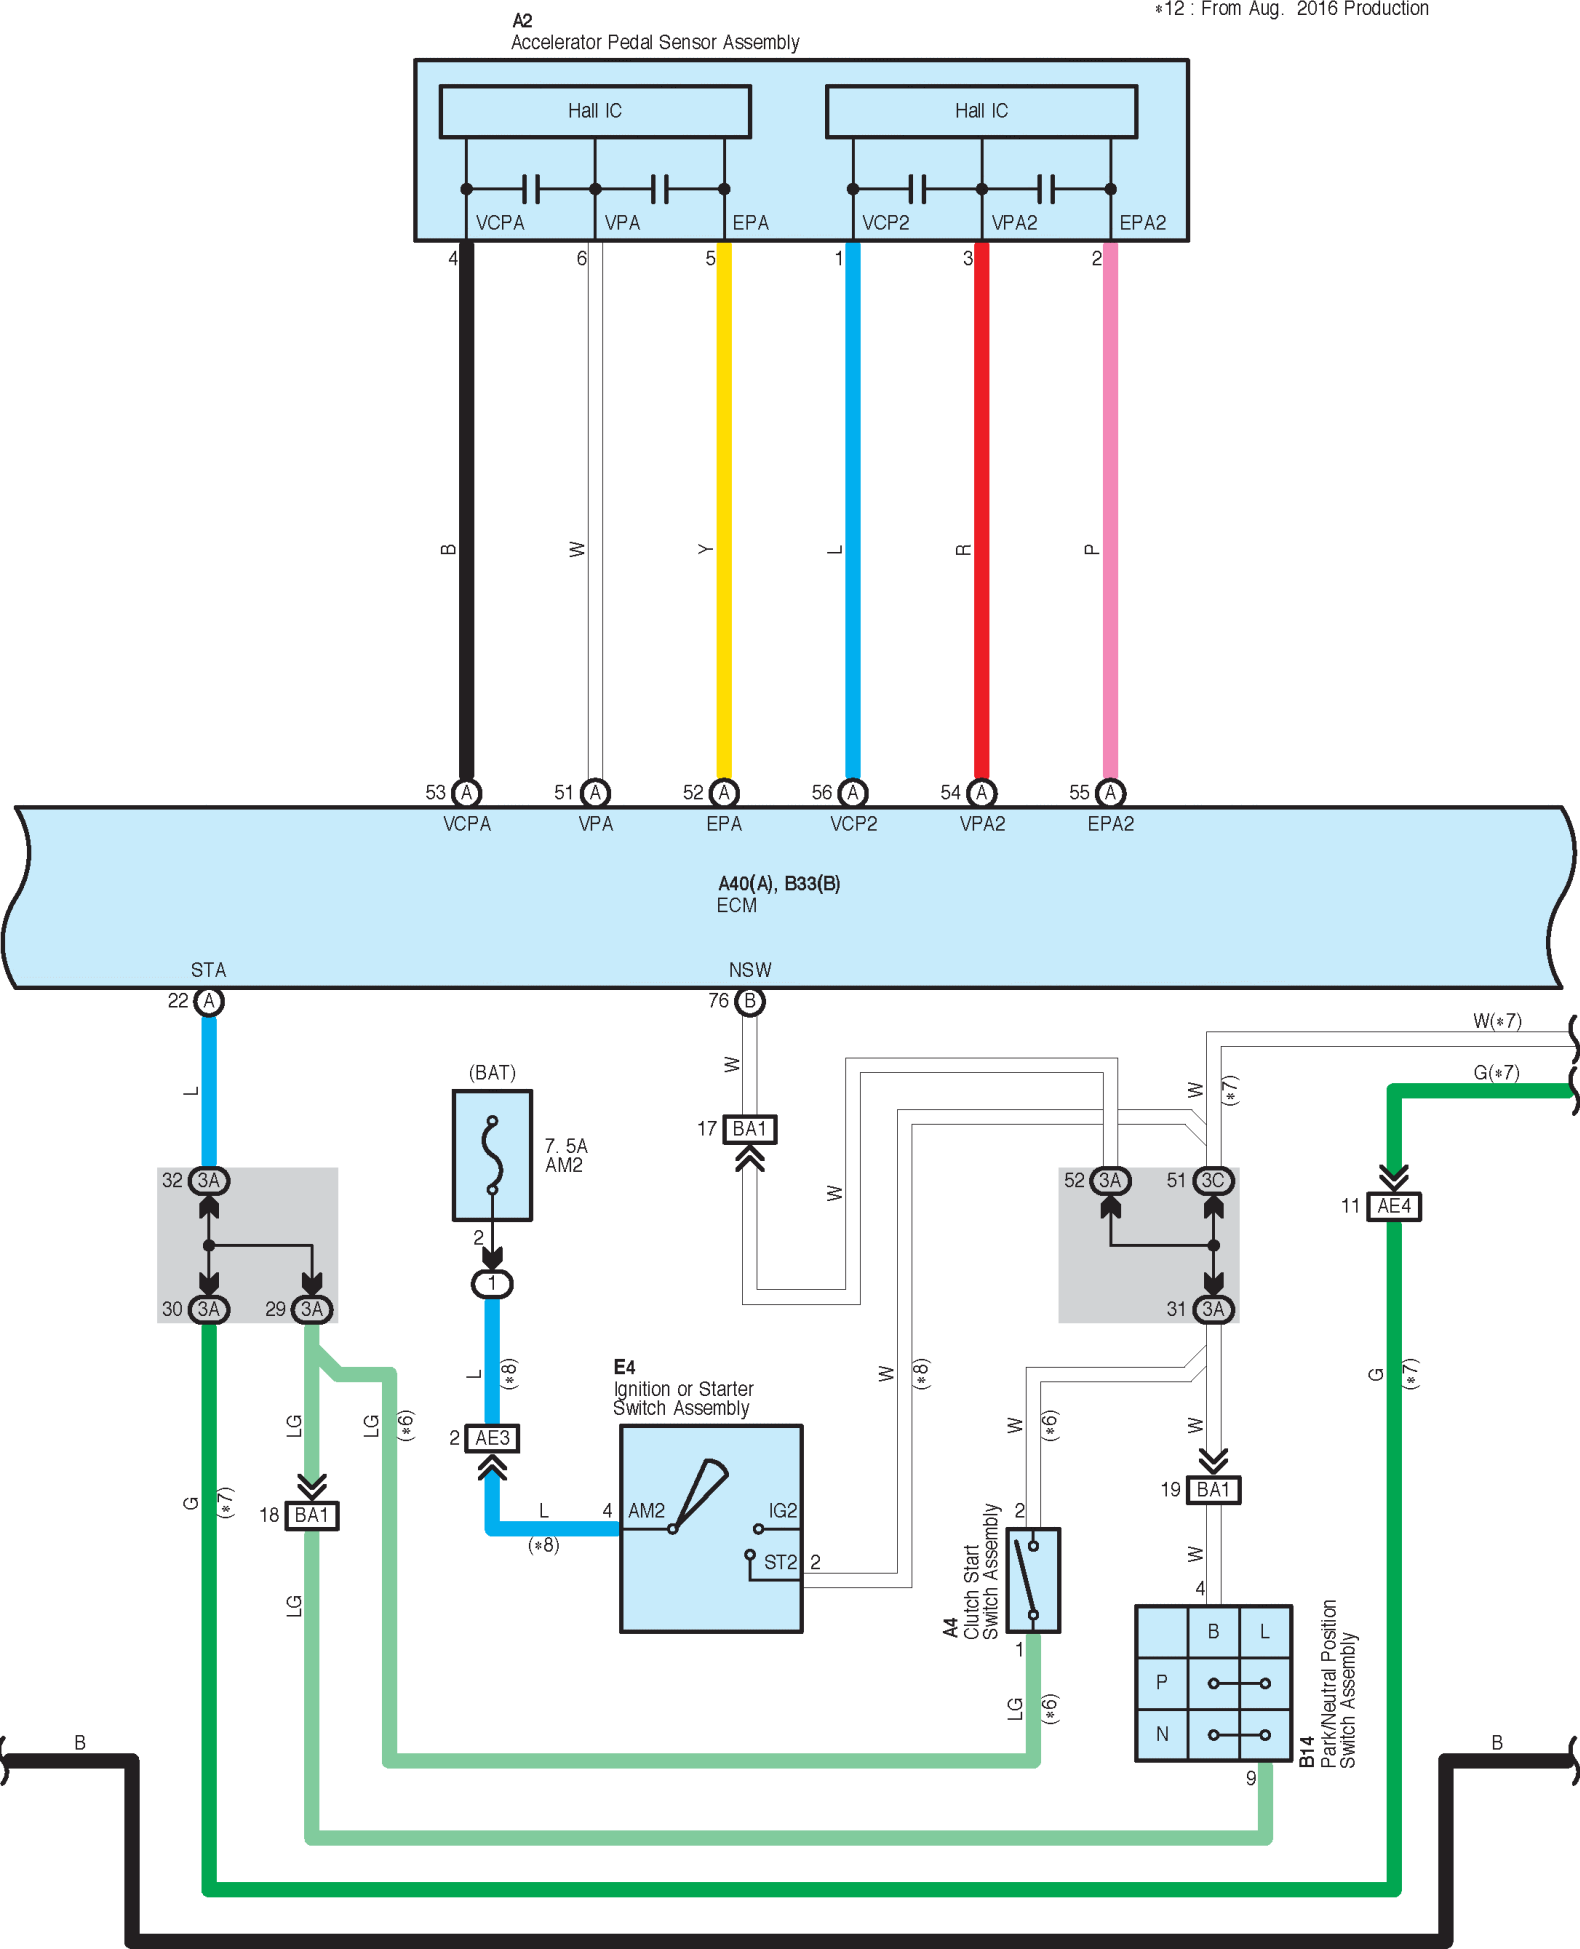 *12 : From Aug. 2016 Production
A2
Accelerator Pedal Sensor Assembly
Hall IC
Hall IC
VCPA
VPA
EPA
VCP2
VPA2
EPA2
4
6
5
1
3
2
B
W
Y
L
R
P
53 A
51 A
52 A
56 A
54 A
55 A
VCPA
VPA
EPA
VCP2
VPA2
EPA2
A40(A), B33(B)
ECM
STA
NSW
22 A
76 B
W(*7)
G(*7)
L
(BAT)
7. 5A
AM2
W
17 BA1
W
(*7)
32 3A
W
52 3A
51 3C
11 AE4
2
1
30 3A
29 3A
31 3A
L
(*8)
E4
Ignition or Starter
Switch Assembly
W
(*8)
G
(*7)
LG
LG
(*6)
2 AE3
W
(*6)
W
G
(*7)
18 BA1
L
(*8)
4
AM2
IG2
ST2
2
2
19 BA1
A4
Clutch Start
Switch Assembly
W
4
LG
1
B
L
P
N
LG
(*6)
B14
Park/Neutral Position
Switch Assembly
9
B
B